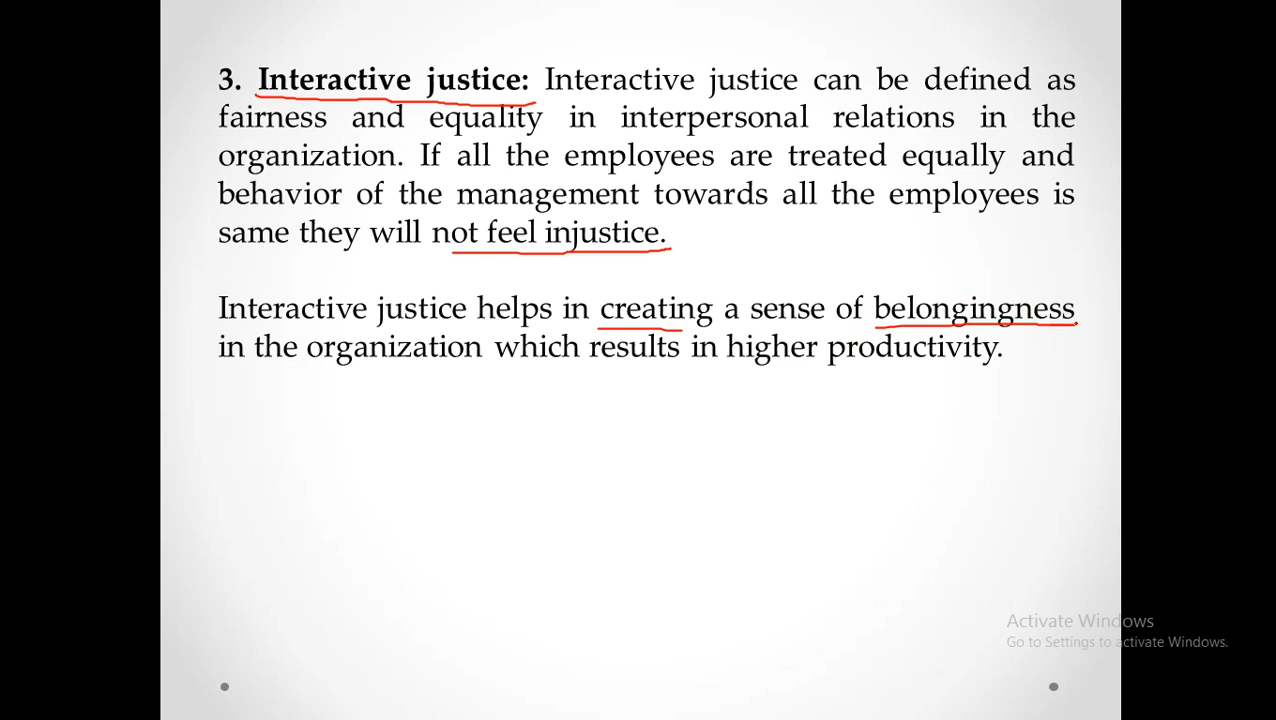 3. Interactive justice: Interactive justice can be defined as
fairness and equality in interpersonal relations in the
organization. If all the employees are treated equally and
behavior of the management towards all the employees is
same they will not feel injustice.
Interactive justice helps in creating a sense of belongingness
in the organization which results in higher productivity.
Activate Windows
Go to Settings to activate Windows.